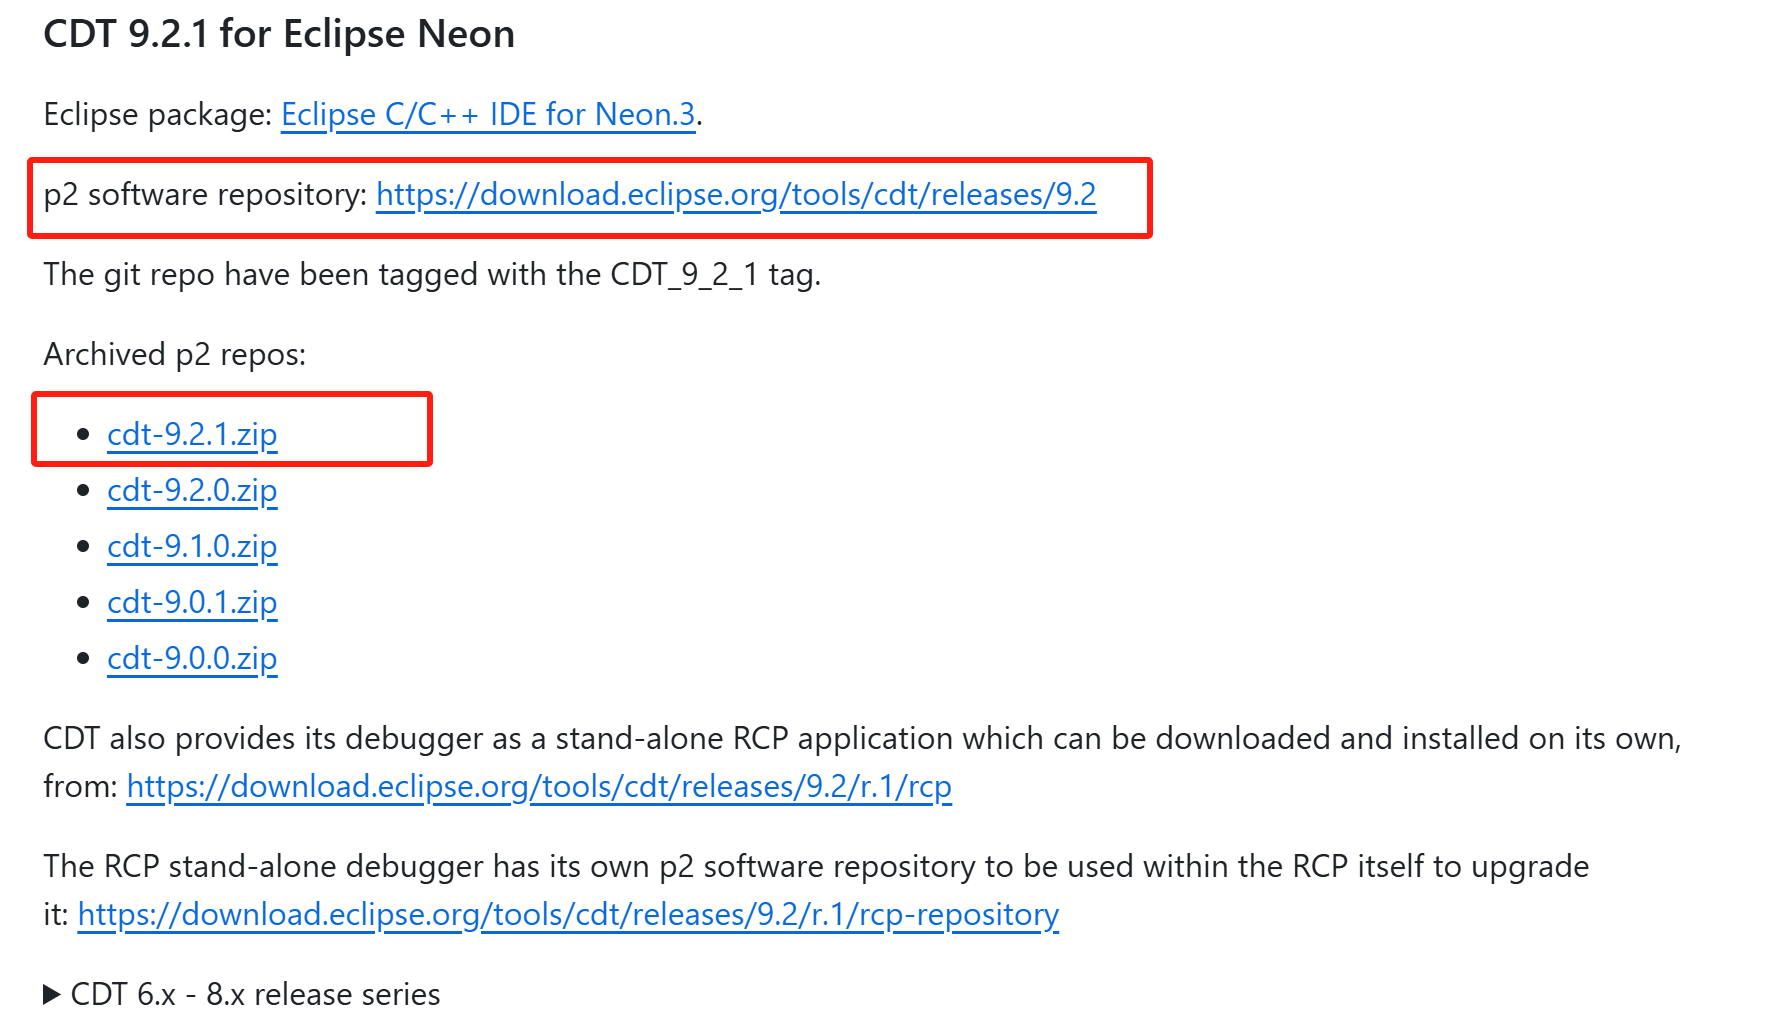 CDT 9.2.1 for Eclipse Neon
Eclipse package: Eclipse C/C++ IDE for Neon.3.
p2 software repository: https://download.eclipse.org/tools/cdt/releases/9.2
The git repo have been tagged with the CDT_9_2_1 tag.
Archived p2 repos:
• cdt-9.2.1.zip
• cdt-9.2.0.zip
• cdt-9.1.0.zip
• cdt-9.0.1.zip
• cdt-9.0.0.zip
CDT also provides its debugger as a stand-alone RCP application which can be downloaded and installed on its own,
from: https://download.eclipse.org/tools/cdt/releases/9.2/r.1/rcp
The RCP stand-alone debugger has its own p2 software repository to be used within the RCP itself to upgrade
it: https://download.eclipse.org/tools/cdt/releases/9.2/r.1/rcp-repository
▶ CDT 6.x - 8.x release series